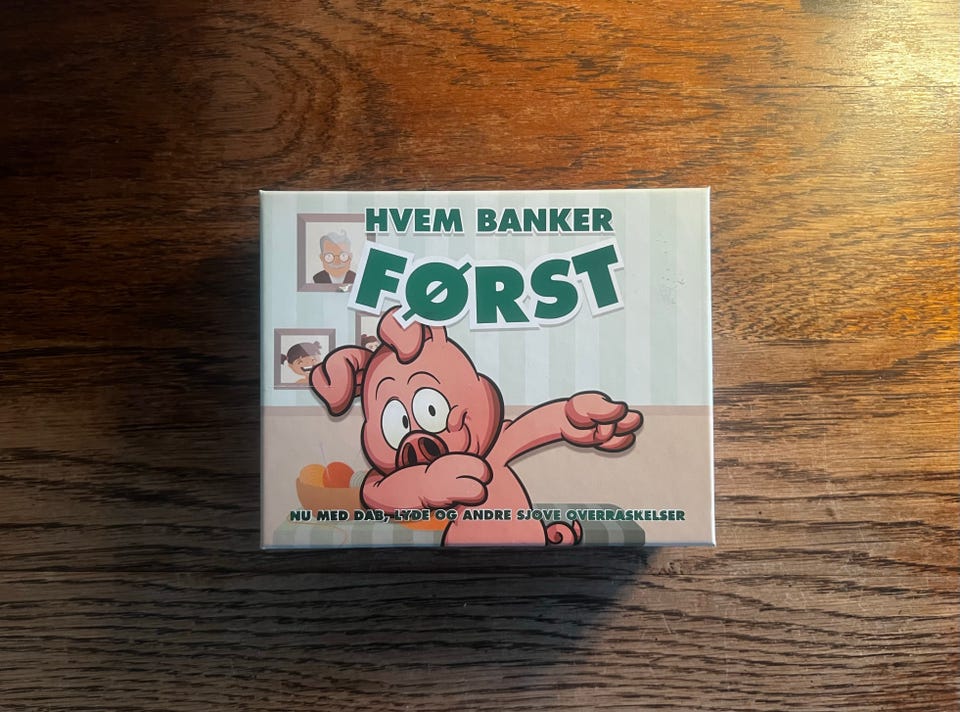 HVEM BANKER
FØRST
NU MED DAB, LYDE OG ANDRE SJOVE OVERRASKELSER